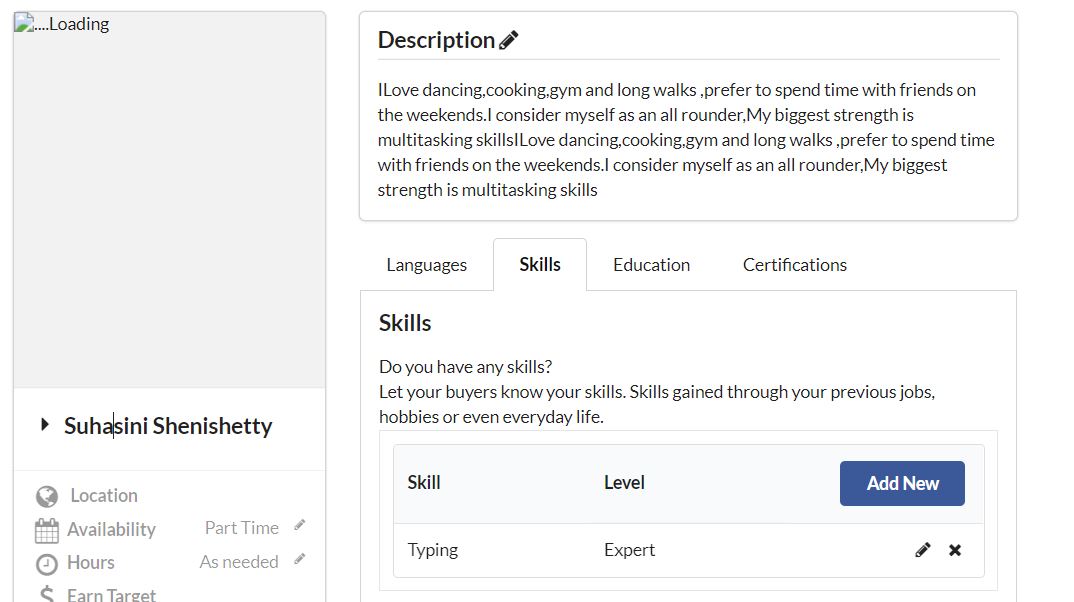 ....Loading
Suhasini Shenishetty
Location
Availability Part Time
Hours As needed
Earn Target
Description
ILove dancing,cooking,gym and long walks ,prefer to spend time with friends on
the weekends.I consider myself as an all rounder,My biggest strength is
multitasking skillsILove dancing,cooking,gym and long walks ,prefer to spend time
with friends on the weekends.I consider myself as an all rounder,My biggest
strength is multitasking skills
Languages Skills Education Certifications
Skills
Do you have any skills?
Let your buyers know your skills. Skills gained through your previous jobs,
hobbies or even everyday life.
Skill Level Add New
Typing Expert